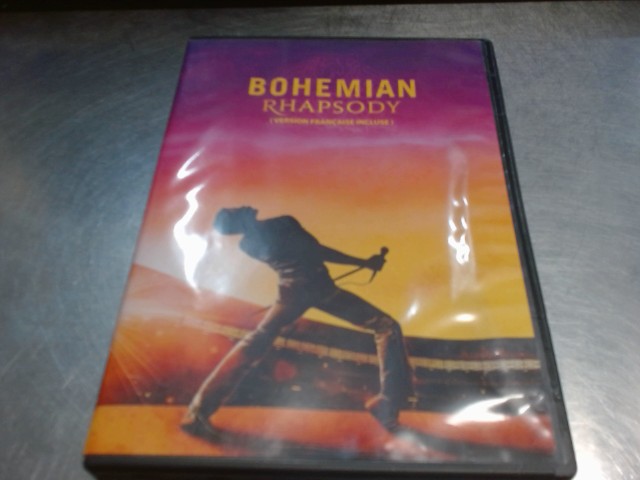 BOHEMIAN
RHAPSODY
(VERSION FRANÇAISE INCLUSE)